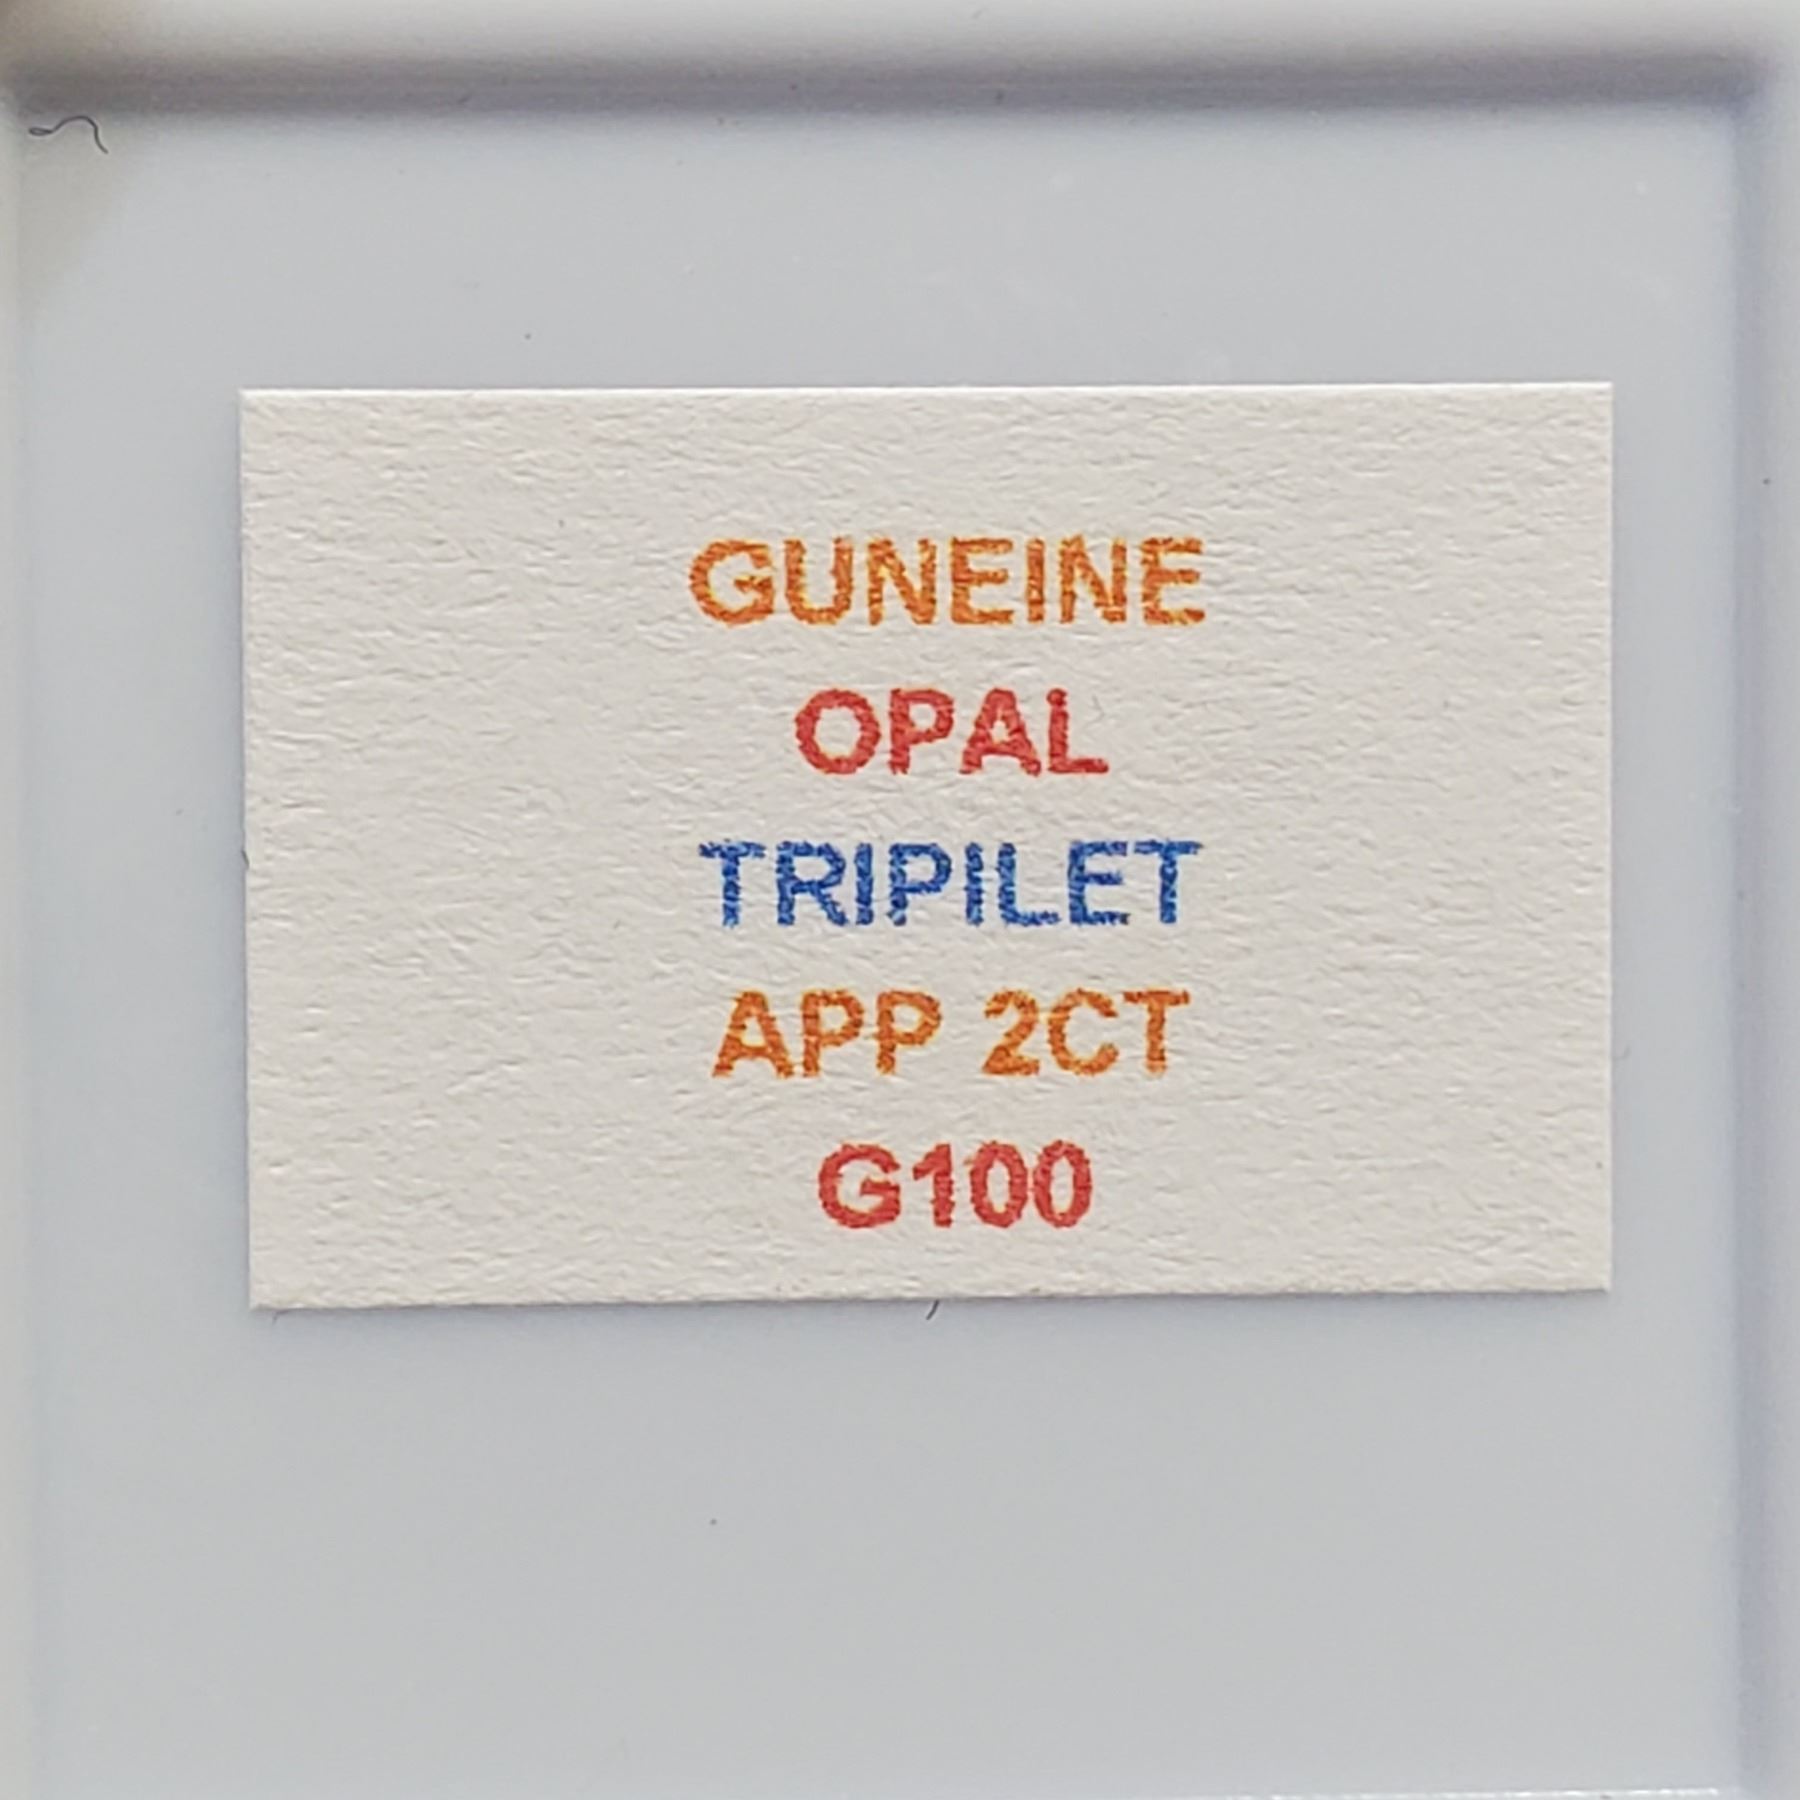 GUNEINE
OPAL
TRIPILET
APP 2CT
G100